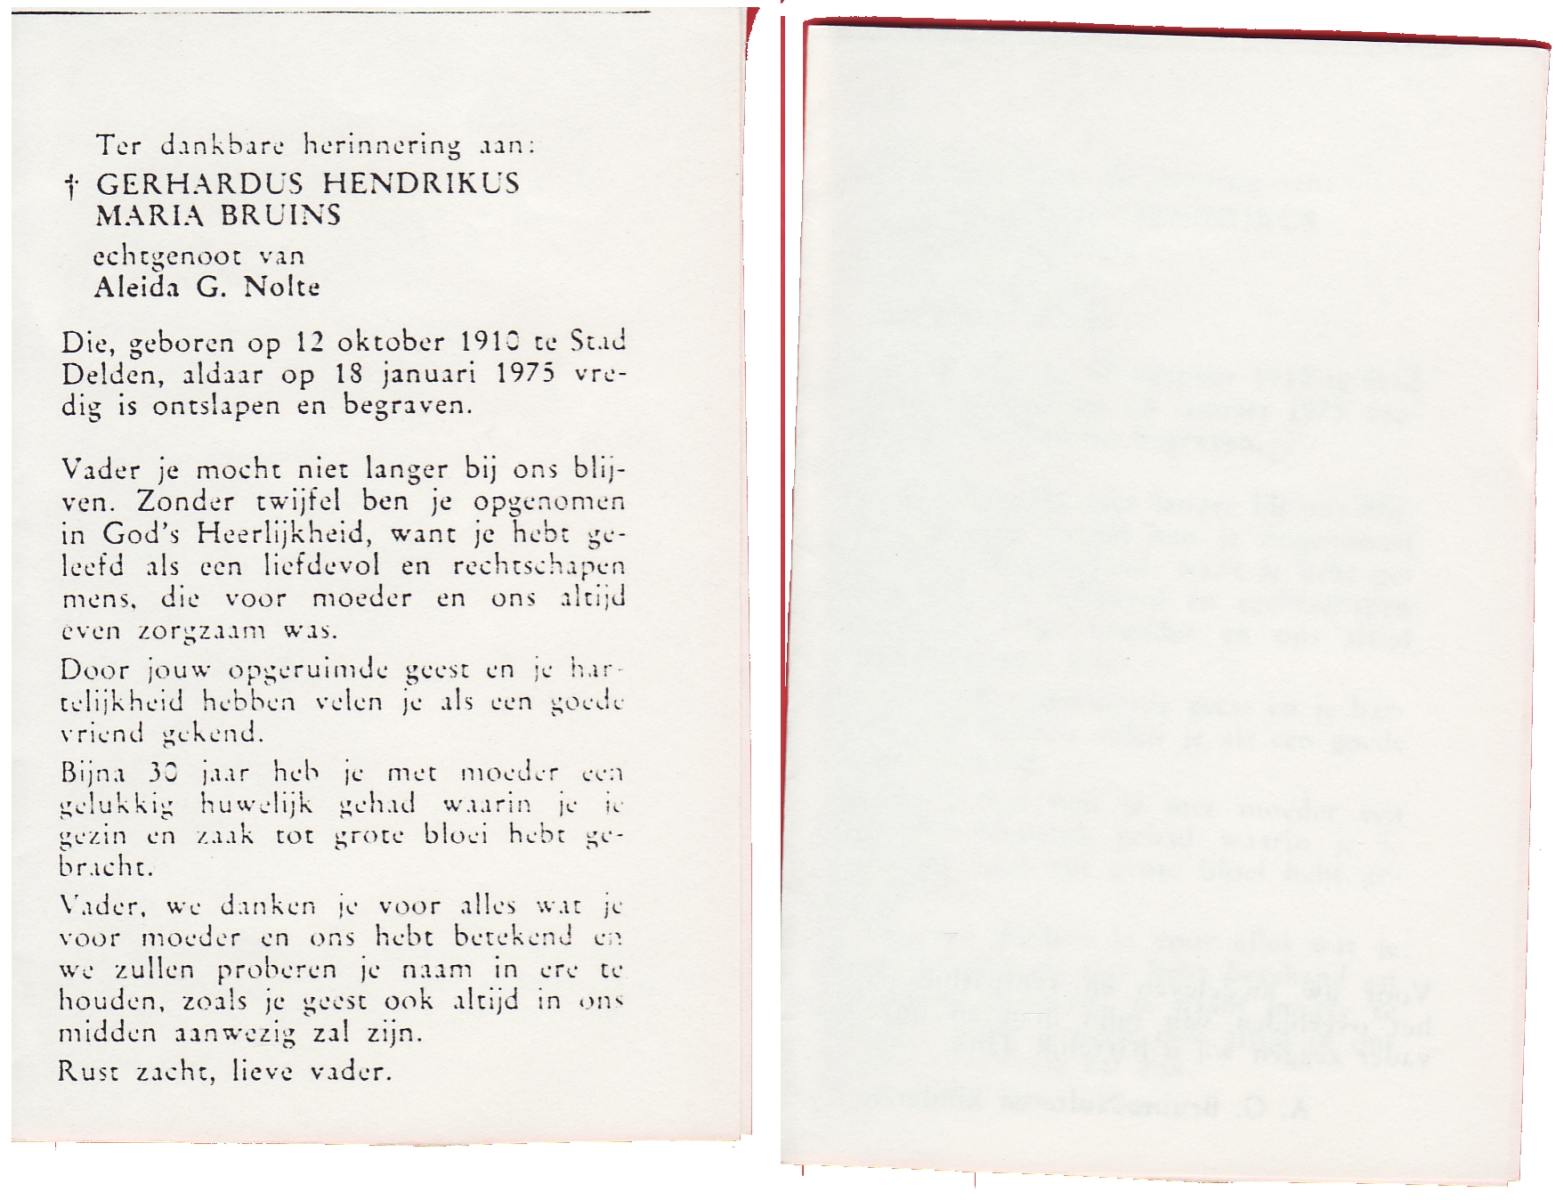 Ter dankbare herinnering aan:
† GERHARDUS HENDRIKUS
MARIA BRUINS
echtgenoot van
Aleida G. Nolte
Die, geboren op 12 oktober 1910 te Stad
Delden, aldaar op 18 januari 1975 vre-
dig is ontslapen en begraven.
Vader je mocht niet langer bij ons blij-
ven. Zonder twijfel ben je opgenomen
in God's Heerlijkheid, want je hebt ge-
leefd als een liefdevol en rechtschapen
mens, die voor moeder en ons altijd
even zorgzaam was.
Door jouw opgeruimde geest en je har-
telijkheid hebben velen je als een goede
vriend gekend.
Bijna 30 jaar heb je met moeder een
gelukkig huwelijk gehad waarin je je
gezin en zaak tot grote bloei hebt ge-
bracht.
Vader, we danken je voor alles wat je
voor moeder en ons hebt betekend en
we zullen proberen je naam in ere te
houden, zoals je geest ook altijd in ons
midden aanwezig zal zijn.
Rust zacht, lieve vader.